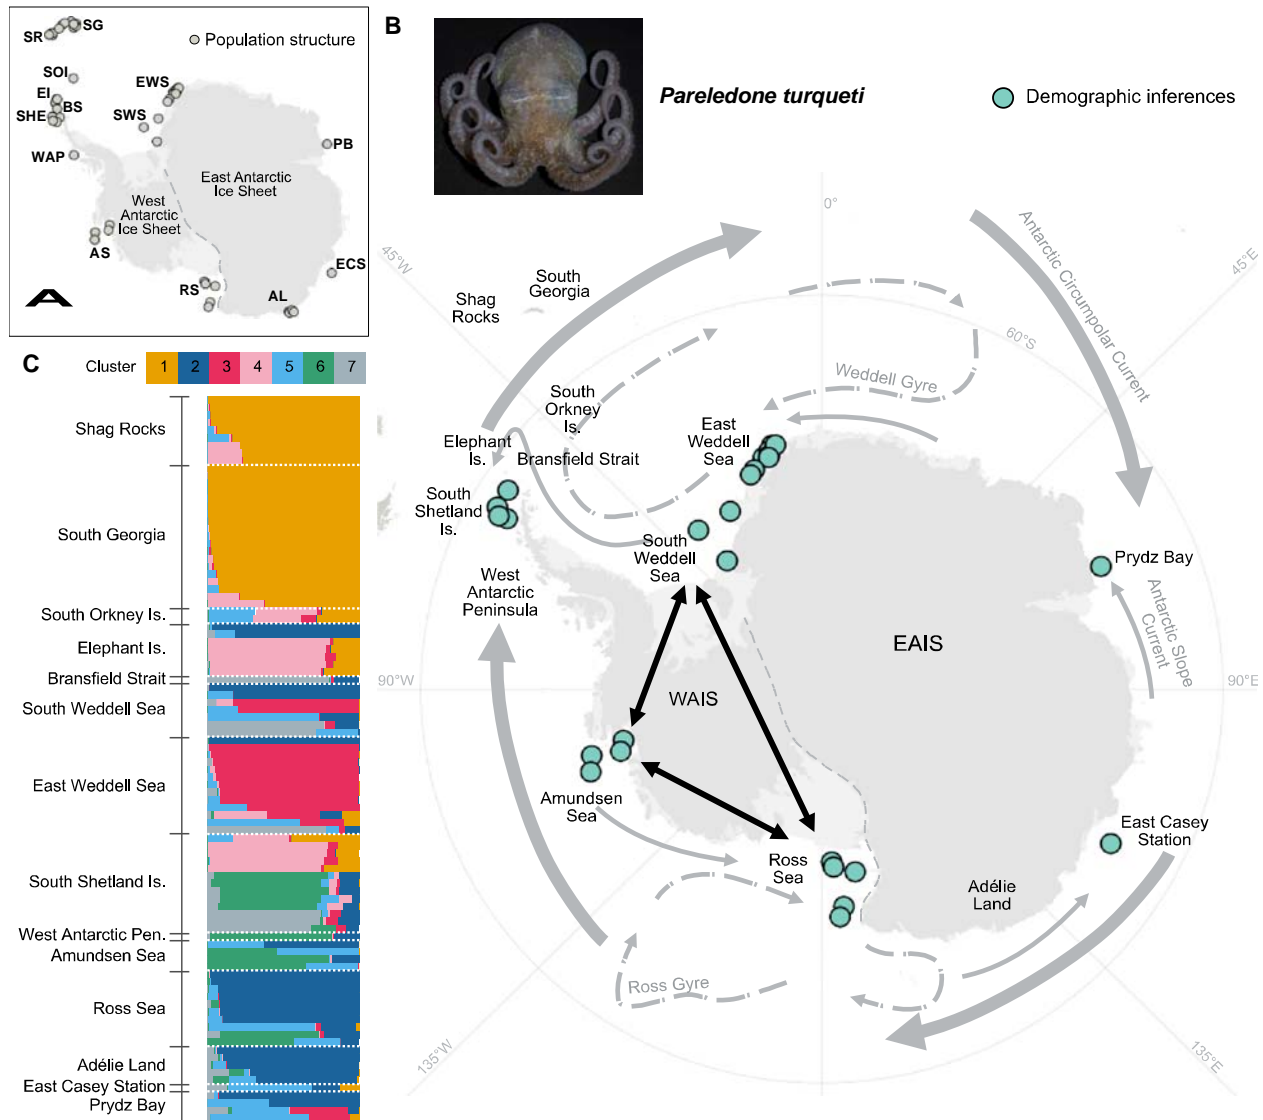 SR
SG
Population structure
SOI
EI
BS
SHE
EWS
SWS
WAP
PB
East Antarctic
Ice Sheet
West
Antarctic
Ice Sheet
AS
RS
AL
ECS
A
B
Pareledone turqueti
Demographic inferences
0°
45°W
45°E
60°S
90°W
90°E
135°W
135°E
Antarctic Circumpolar Current
Shag
Rocks
South
Georgia
Weddell Gyre
South
Orkney
Is.
Elephant
Is.
Bransfield Strait
East
Weddell
Sea
South
Shetland
Is.
South
Weddell
Sea
West
Antarctic
Peninsula
Prydz Bay
Antarctic Slope
Current
EAIS
WAIS
Amundsen
Sea
Ross
Sea
East Casey
Station
Adélie
Land
Ross Gyre
C
Cluster 1 2 3 4 5 6 7
Shag Rocks
South Georgia
South Orkney Is.
Elephant Is.
Bransfield Strait
South Weddell Sea
East Weddell Sea
South Shetland Is.
West Antarctic Pen.
Amundsen Sea
Ross Sea
Adélie Land
East Casey Station
Prydz Bay